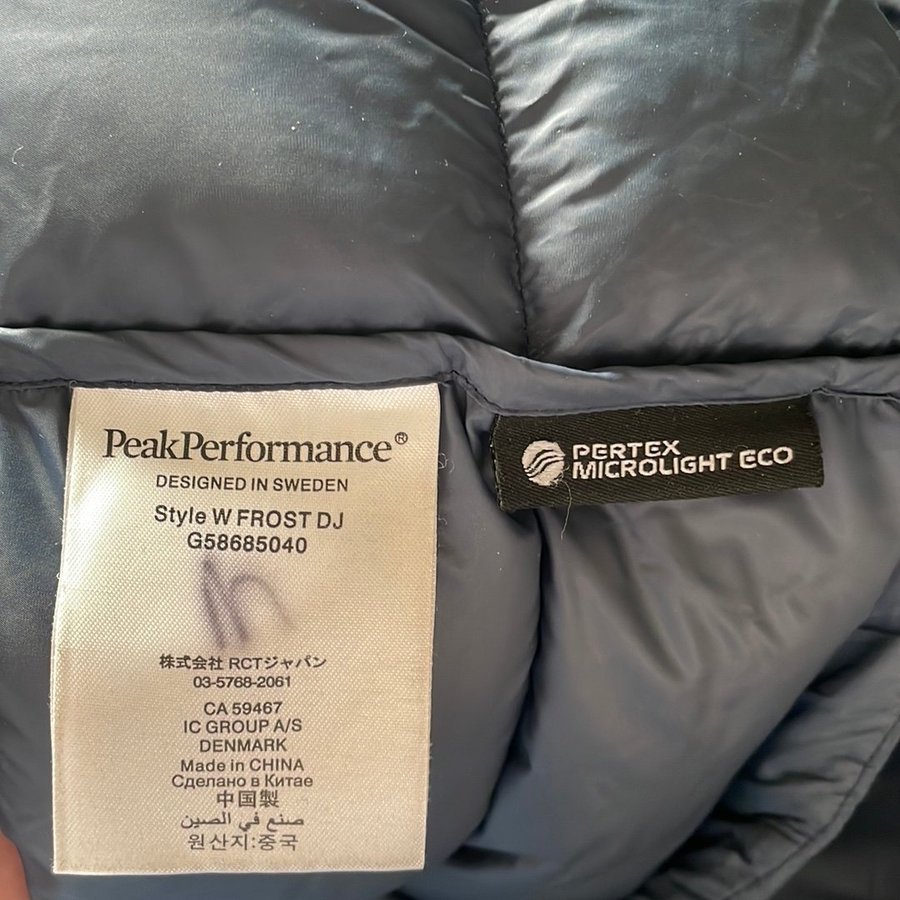 PeakPerformance®
DESIGNED IN SWEDEN
Style W FROST DJ
G58685040
株式会社 RCTジャパン
03-5768-2061
CA 59467
IC GROUP A/S
DENMARK
Made in CHINA
Сделано в Китае
中国製
صنع في الصين
원산지:중국
PERTEX
MICROLIGHT ECO